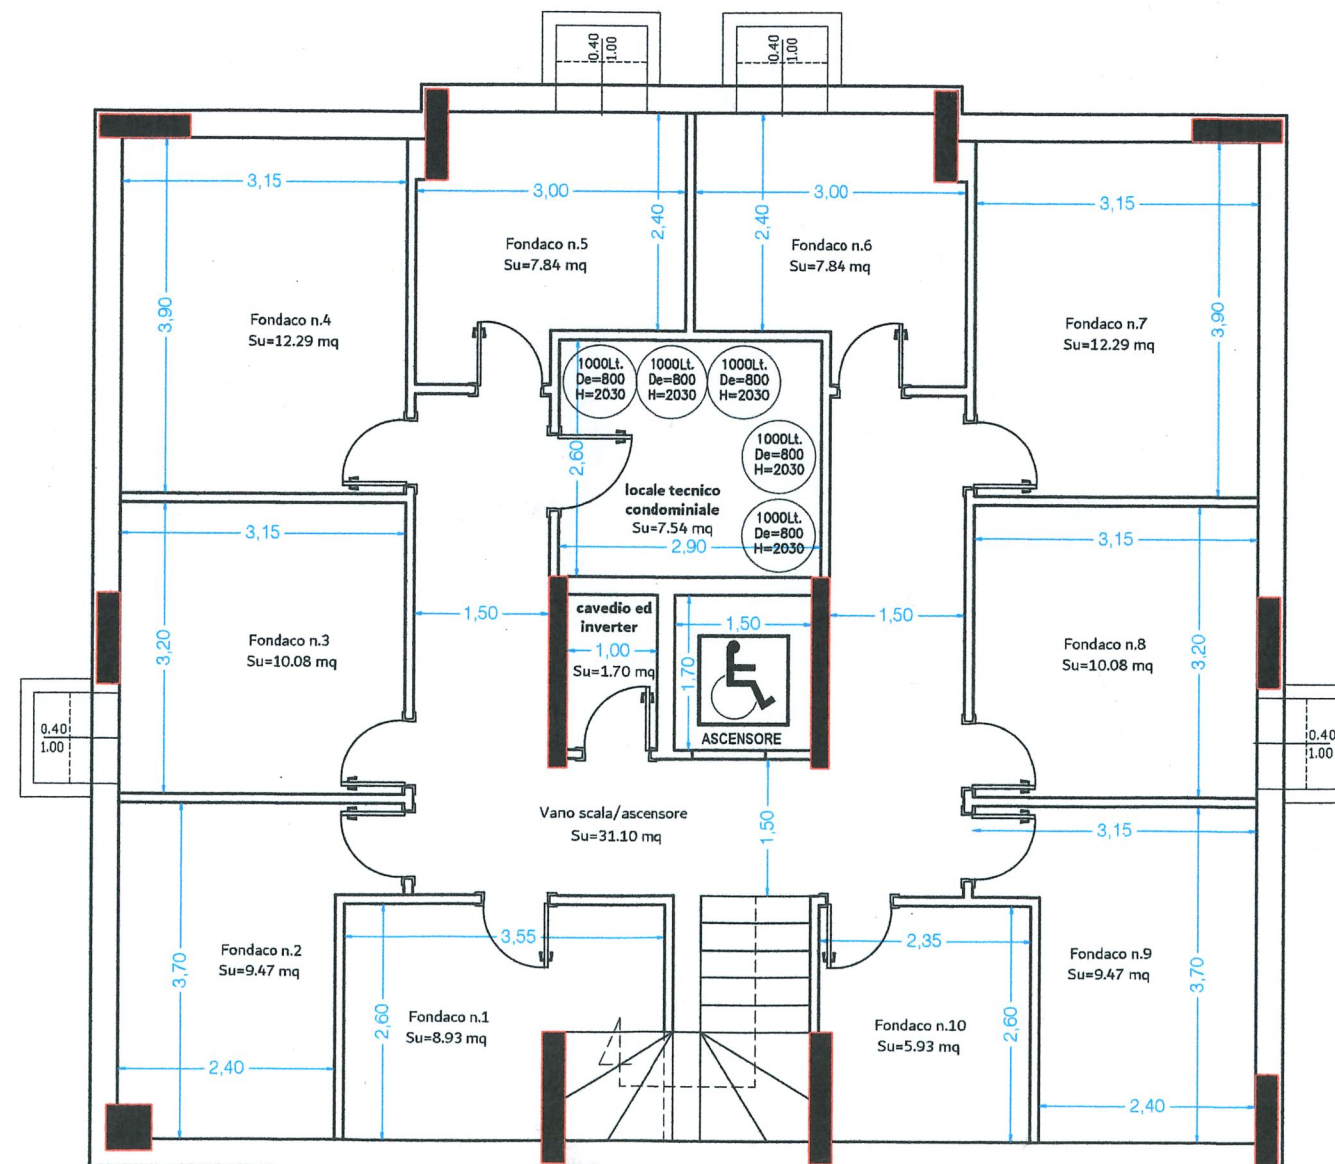 0.40
1.00
0.40
1.00
3,15
3,00
3,00
3,15
2,40
2,40
Fondaco n.5
Su=7.84 mq
Fondaco n.6
Su=7.84 mq
3,90
Fondaco n.4
Su=12.29 mq
Fondaco n.7
Su=12.29 mq
3,90
1000Lt.
De=800
H=2030
1000Lt.
De=800
H=2030
1000Lt.
De=800
H=2030
1000Lt.
De=800
H=2030
2,60
locale tecnico
condominiale
Su=7.54 mq
1000Lt.
De=800
H=2030
2,90
3,15
3,15
1,50
cavedio ed
inverter
1,00
Su=1.70 mq
1,50
1,70
ASCENSORE
1,50
3,20
Fondaco n.3
Su=10.08 mq
Fondaco n.8
Su=10.08 mq
3,20
0.40
1.00
0.40
1.00
Vano scala/ascensore
Su=31.10 mq
1,50
3,15
3,55
2,35
Fondaco n.2
Su=9.47 mq
3,70
Fondaco n.9
Su=9.47 mq
3,70
2,60
Fondaco n.1
Su=8.93 mq
Fondaco n.10
Su=5.93 mq
2,60
2,40
2,40